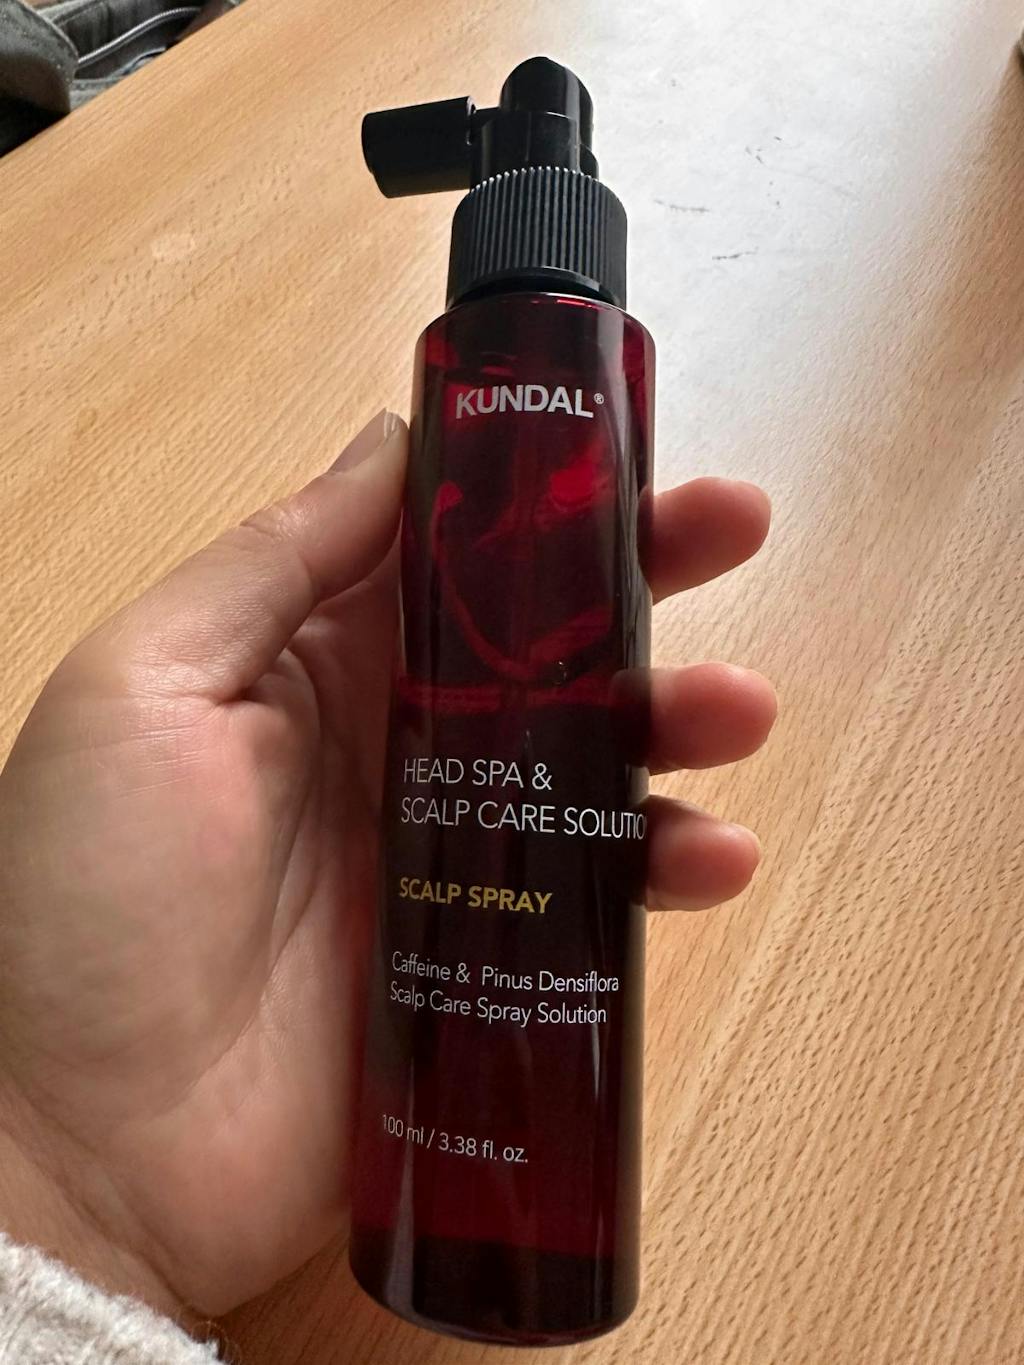 KUNDAL®
HEAD SPA &
SCALP CARE SOLUTIO
SCALP SPRAY
Caffeine & Pinus Densiflora
Scalp Care Spray Solution
100 ml / 3.38 fl. oz.